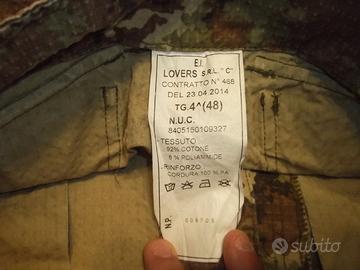 E.I.
LOVERS S.R.L. "C"
CONTRATTO N° 468
DEL 23.04.2014
TG.4^(48)
N.U.C.
8405150109327
TESSUTO
92% COTONE
8% POLIAMMIDE
RINFORZO
CORDURA 100% PA
N.P.
subito